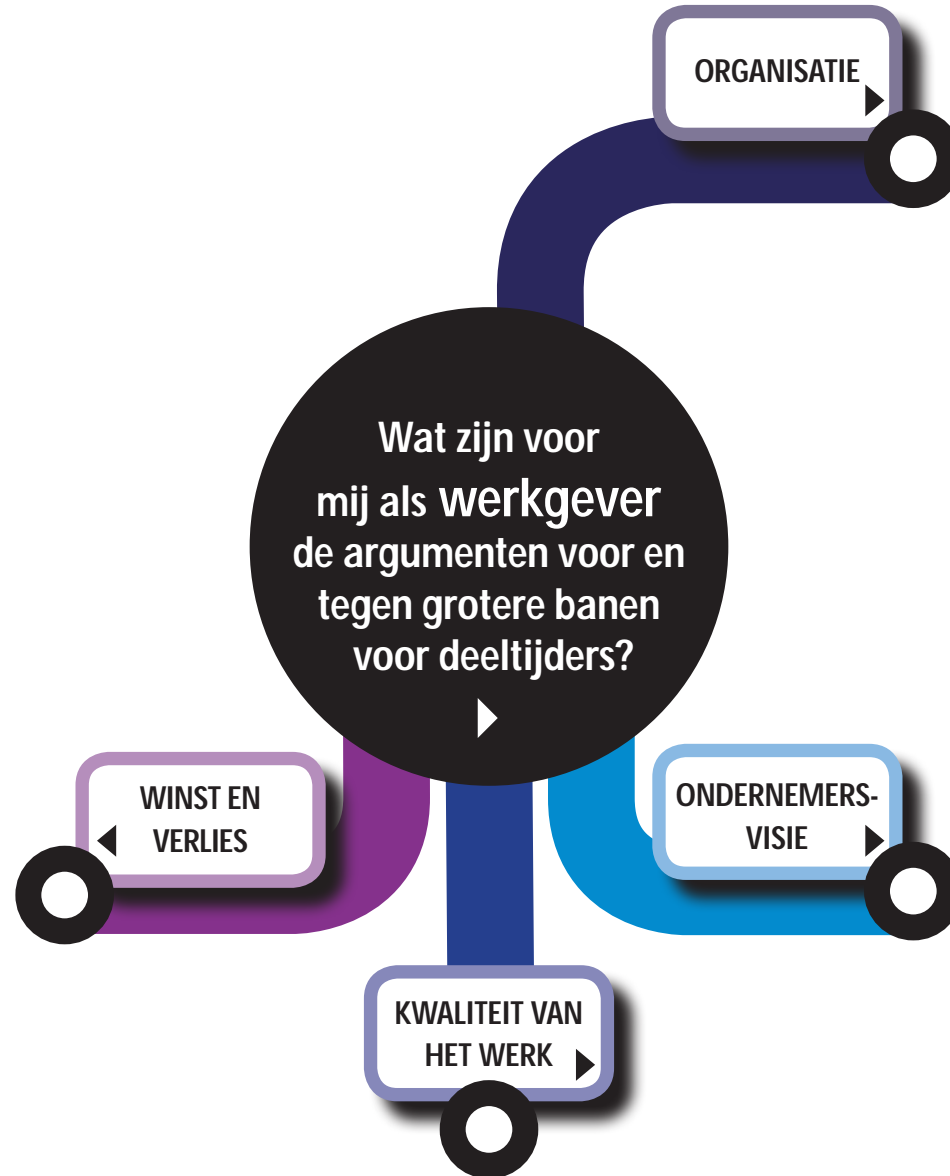 ORGANISATIE
Wat zijn voor
mij als werkgever
de argumenten voor en
tegen grotere banen
voor deeltijders?
WINST EN
VERLIES
ONDERNEMERS-
VISIE
KWALITEIT VAN
HET WERK